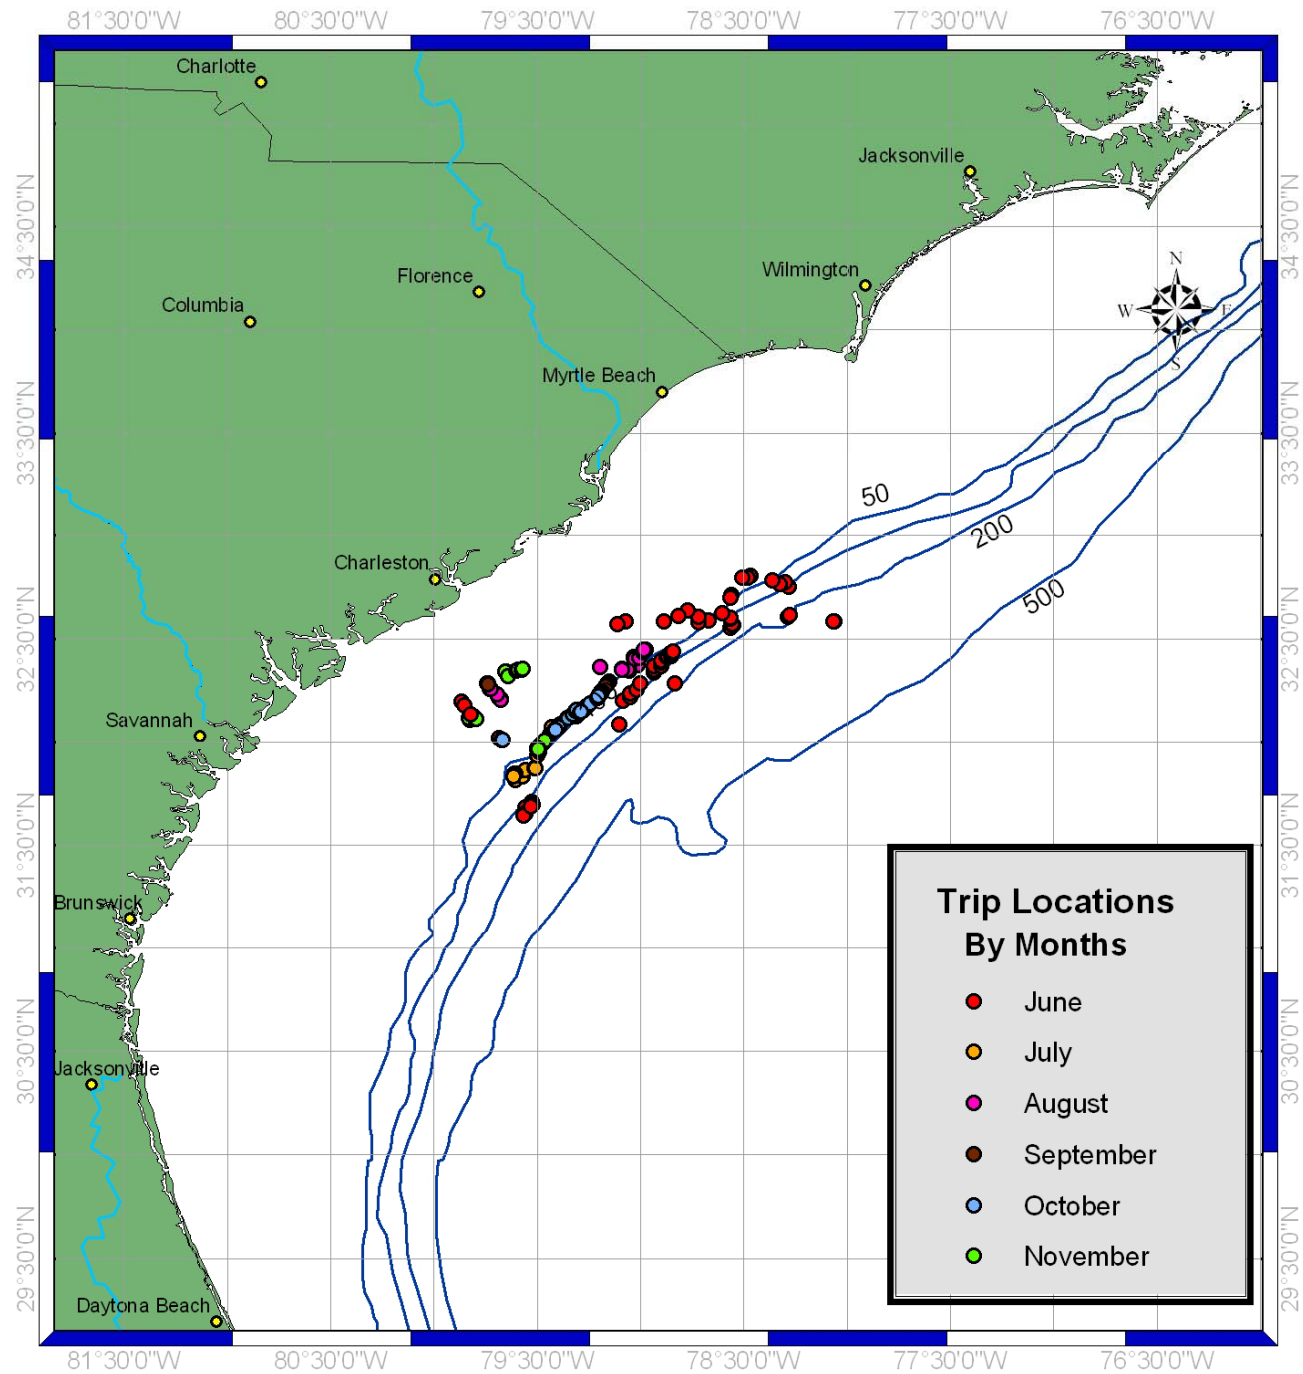 81°30'0"W 80°30'0"W 79°30'0"W 78°30'0"W 77°30'0"W 76°30'0"W
Charlotte
Jacksonville
34°30'0"N 34°30'0"N
N
Wilmington
Florence
Columbia
W E
S
Myrtle Beach
33°30'0"N 33°30'0"N
50
200
Charleston
500
32°30'0"N 32°30'0"N
Savannah
31°30'0"N 31°30'0"N
Brunswick
Trip Locations
By Months
June
30°30'0"N 30°30'0"N
July
Jacksonville
August
September
October
29°30'0"N 29°30'0"N
November
Daytona Beach
81°30'0"W 80°30'0"W 79°30'0"W 78°30'0"W 77°30'0"W 76°30'0"W